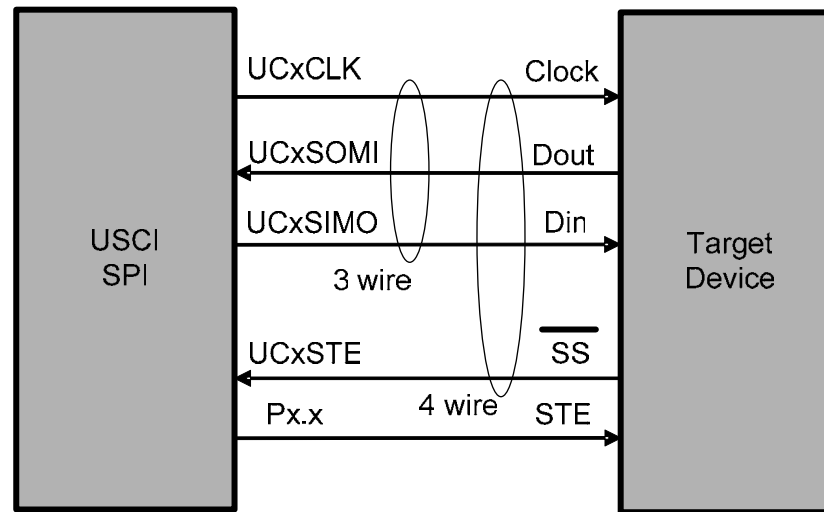 UCxCLK Clock
UCxSOMI Dout
UCxSIMO Din
USCI
SPI
Target
Device
3 wire
UCxSTE SS
4 wire
Px.x STE